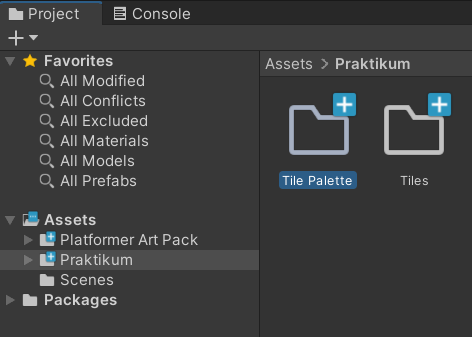 Project
Console
Favorites
All Modified
All Conflicts
All Excluded
All Materials
All Models
All Prefabs
Assets
Platformer Art Pack
Praktikum
Scenes
Packages
Assets > Praktikum
Tile Palette
Tiles